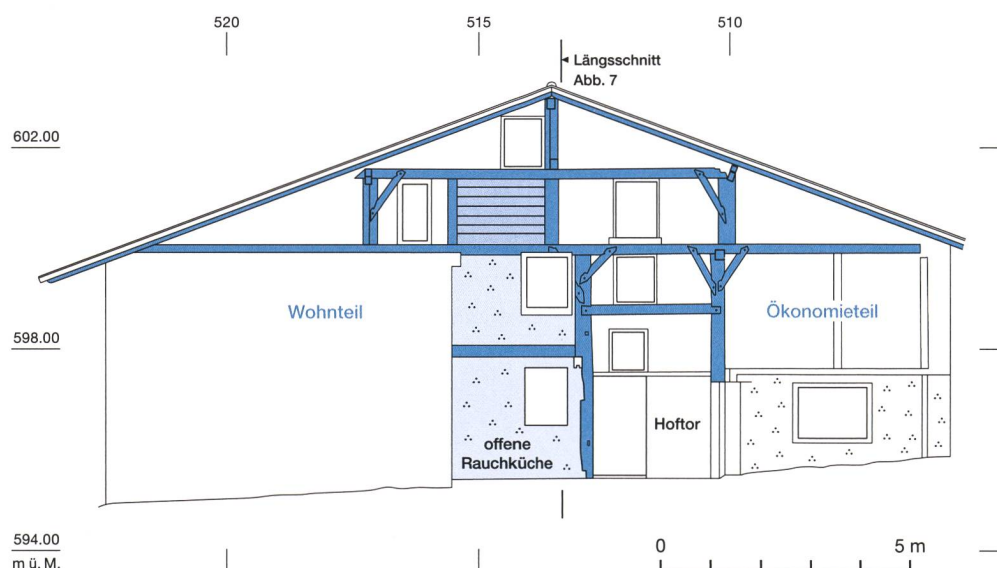 520
515
510
Längsschnitt
Abb. 7
602.00
Wohnteil
Ökonomieteil
598.00
offene
Rauchküche
Hoftor
594.00
m ü. M.
0
5 m